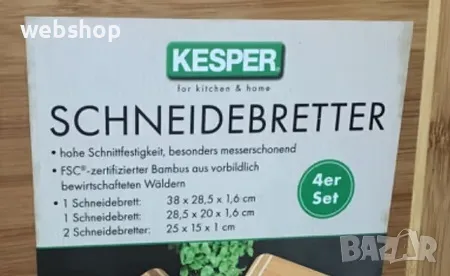 webshop
KESPER
for kitchen & home
SCHNEIDEBRETTER
• hohe Schnittfestigkeit, besonders messerschonend
• FSC®-zertifizierter Bambus aus vorbildlich
bewirtschafteten Wäldern
• 1 Schneidebrett: 38 x 28,5 x 1,6 cm
1 Schneidebrett: 28,5 x 20 x 1,6 cm
2 Schneidebretter: 25 x 15 x 1 cm
4er
Set
BAZAR